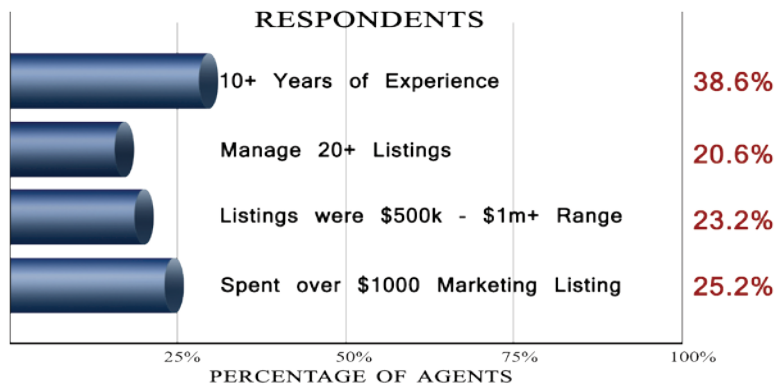 RESPONDENTS
10+ Years of Experience 38.6%
Manage 20+ Listings 20.6%
Listings were $500k - $1m+ Range 23.2%
Spent over $1000 Marketing Listing 25.2%
25% 50% 75% 100%
PERCENTAGE OF AGENTS